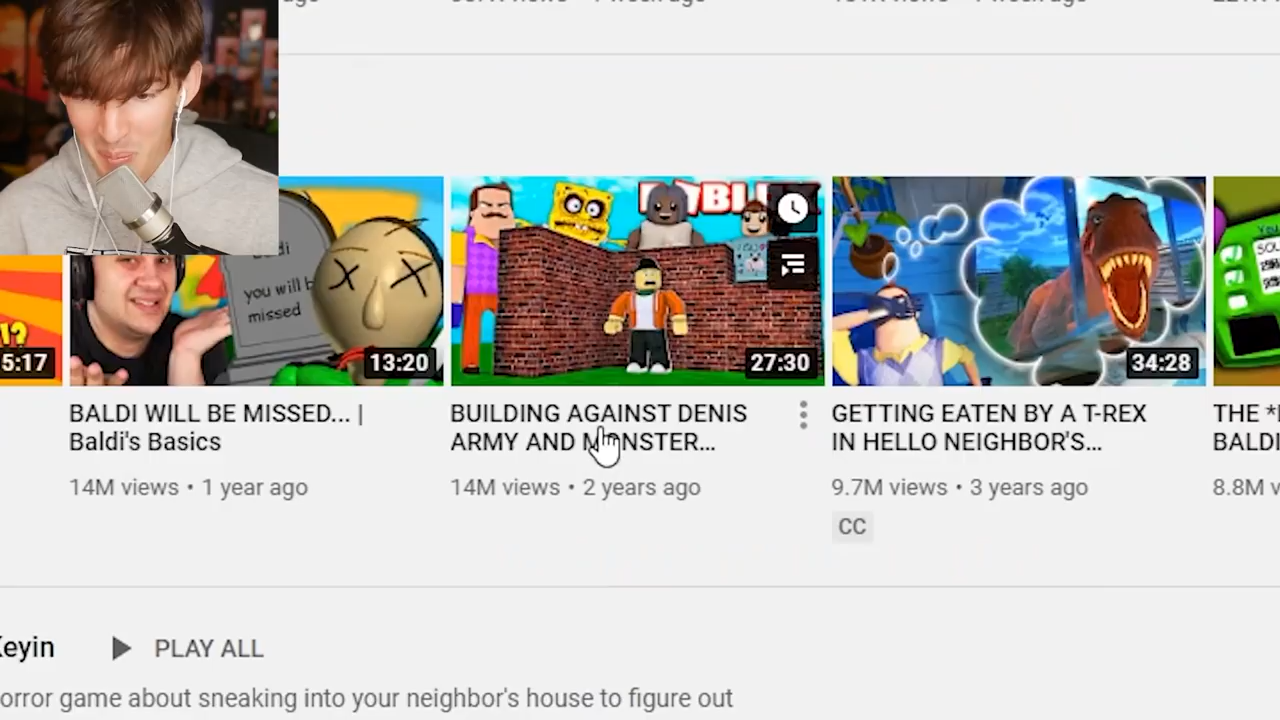 5:17
you will b
missed
13:20
27:30
34:28
BALDI WILL BE MISSED... |
Baldi's Basics
14M views • 1 year ago
BUILDING AGAINST DENIS
ARMY AND MONSTER...
14M views • 2 years ago
GETTING EATEN BY A T-REX
IN HELLO NEIGHBOR'S...
9.7M views • 3 years ago
CC
BALDI
8.8M v
Keyin
PLAY ALL
orror game about sneaking into your neighbor's house to figure out